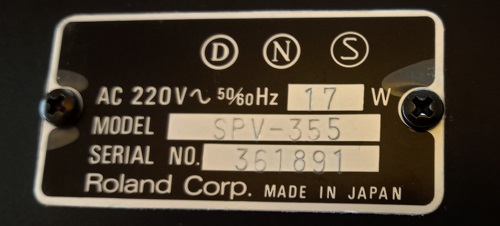 D N S
AC 220V~ 50/60Hz 17 W
MODEL SPV-355
SERIAL NO. 361891
Roland Corp. MADE IN JAPAN